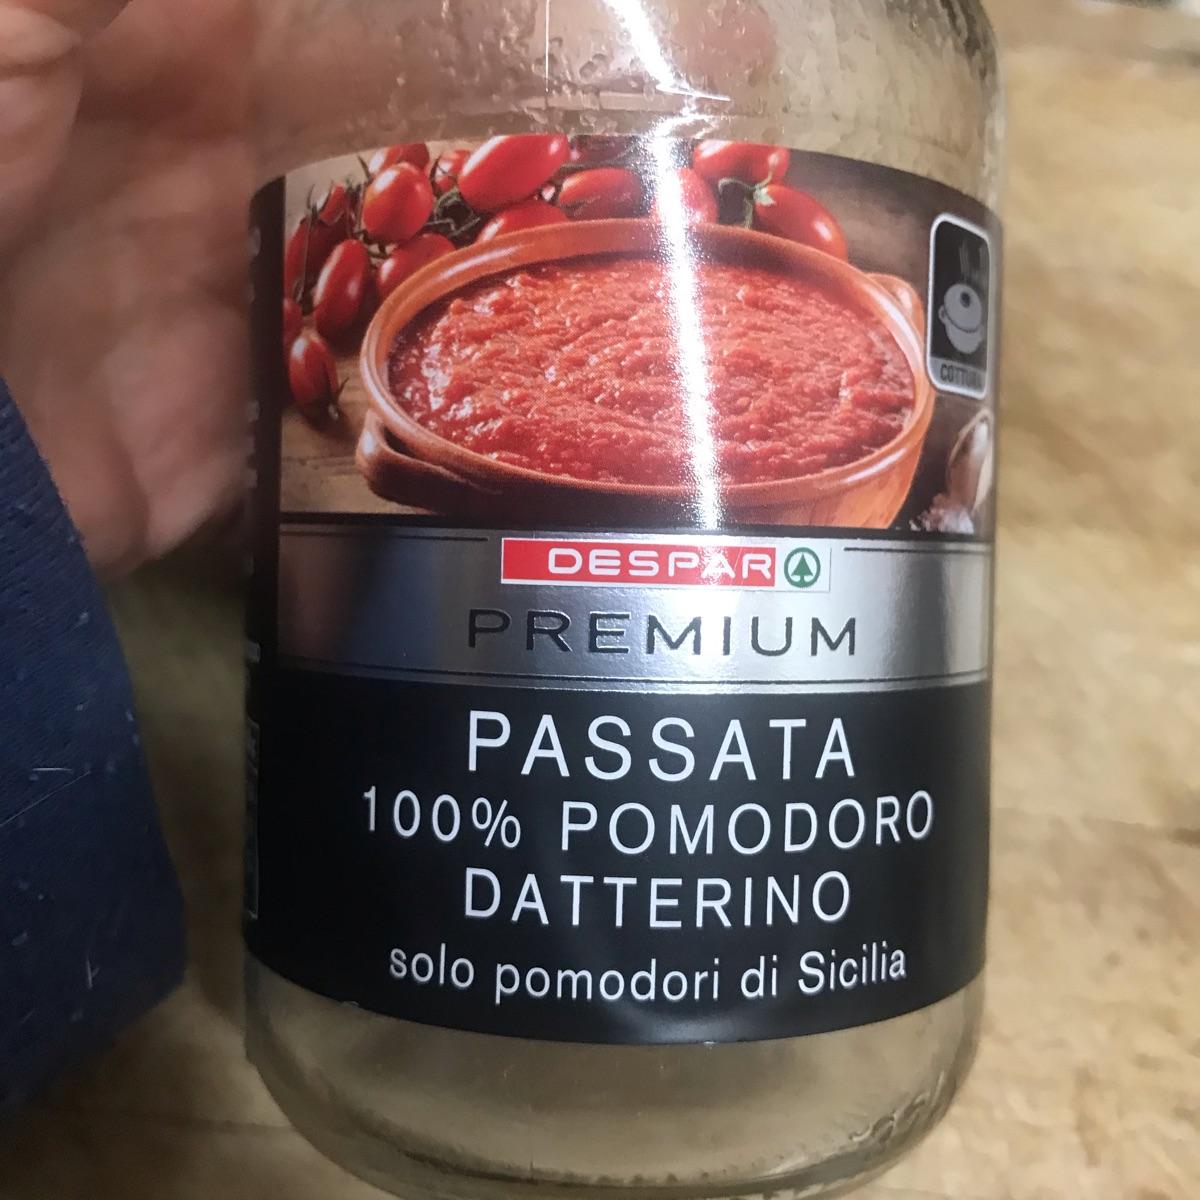 COTTURA
DESPAR
PREMIUM
PASSATA
100% POMODORO
DATTERINO
solo pomodori di Sicilia